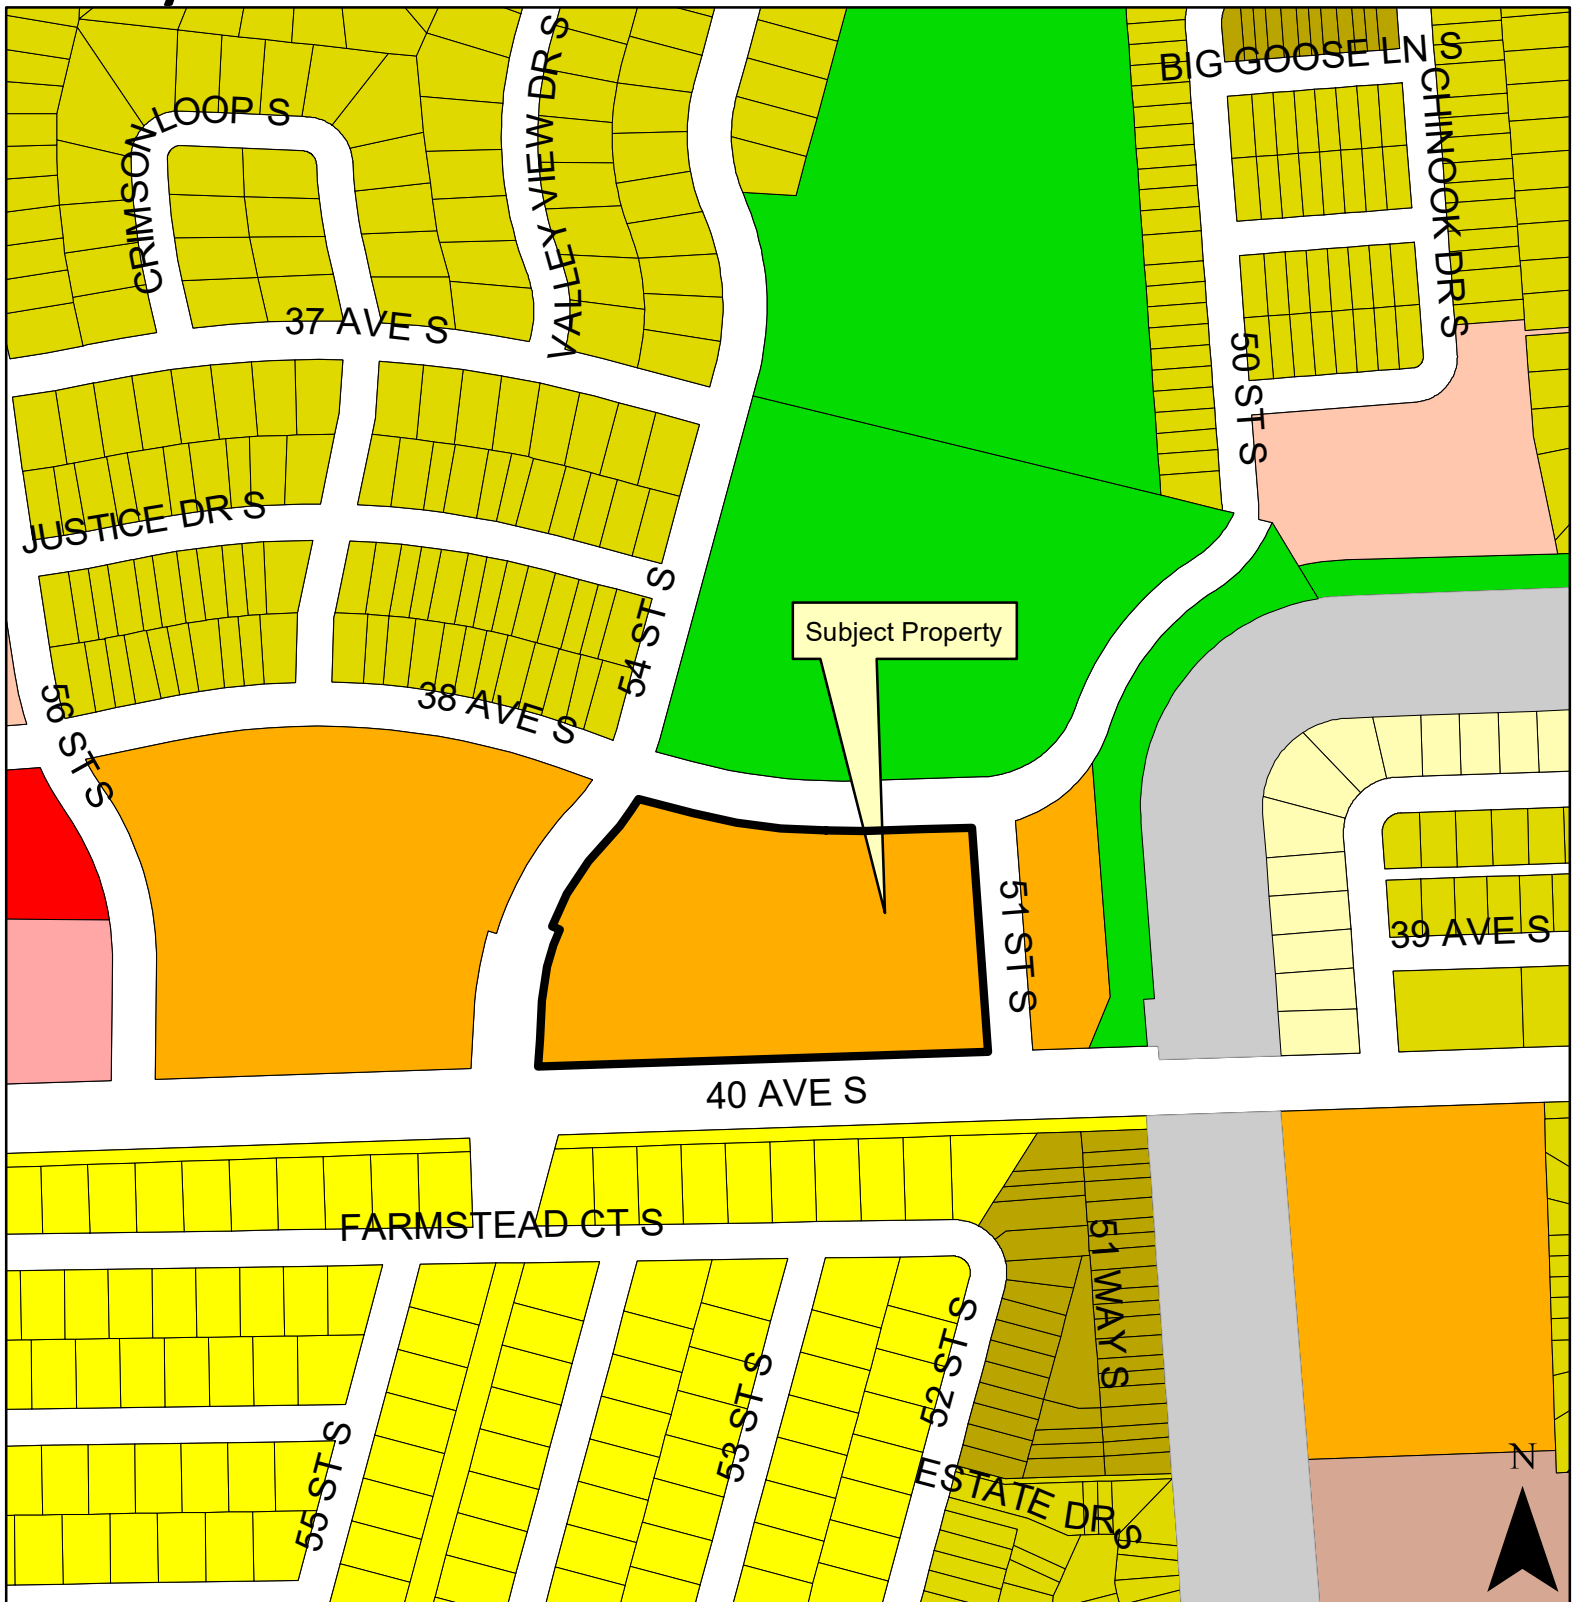 BIG GOOSE LN S
CRIMSON LOOP S
VALLEY VIEW DR S
CHINOOK DR S
37 AVE S
50 ST S
JUSTICE DR S
54 ST S
Subject Property
38 AVE S
56 ST S
51 ST S
39 AVE S
40 AVE S
FARMSTEAD CT S
51 WAY S
52 ST S
53 ST S
55 ST S
ESTATE DR S
N